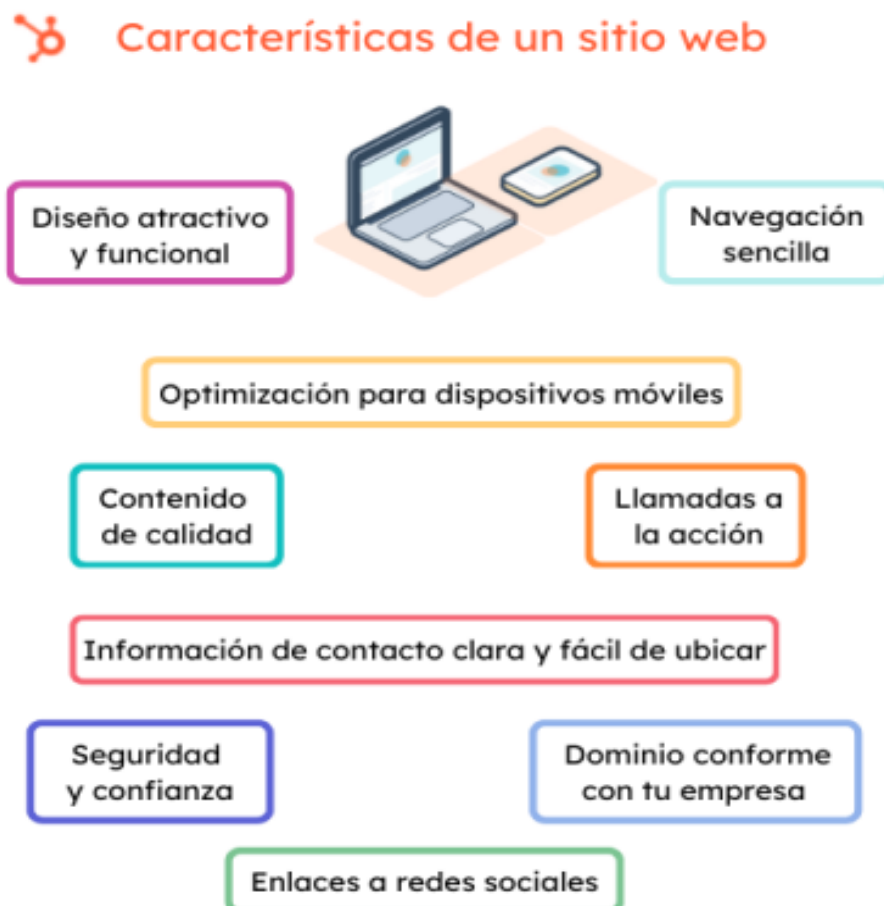 Características de un sitio web
Diseño atractivo
y funcional
Navegación
sencilla
Optimización para dispositivos móviles
Contenido
de calidad
Llamadas a
la acción
Información de contacto clara y fácil de ubicar
Seguridad
y confianza
Dominio conforme
con tu empresa
Enlaces a redes sociales